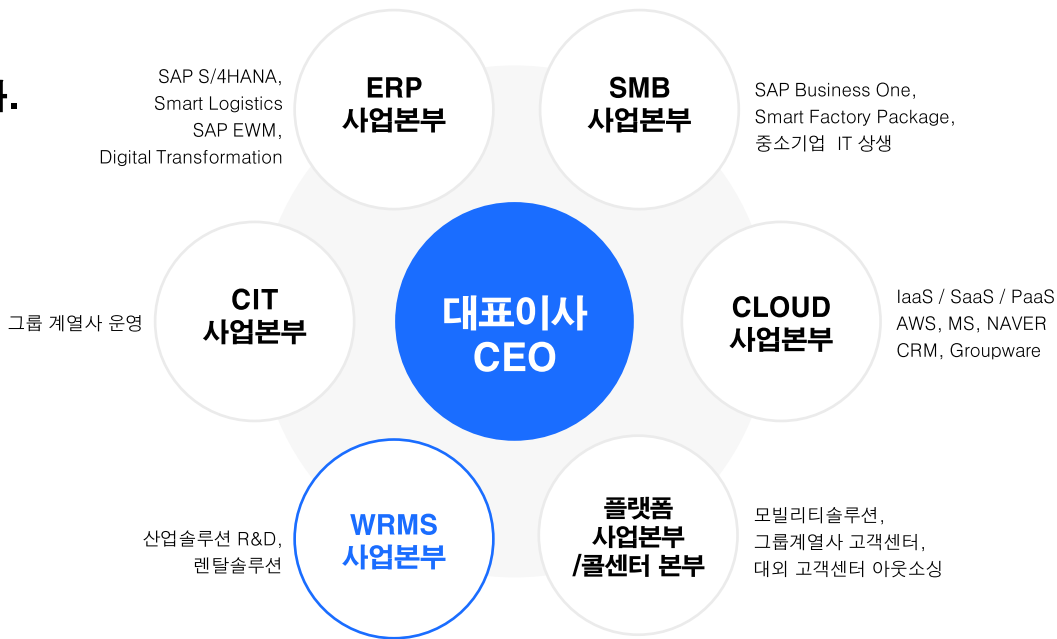 다.
SAP S/4HANA,
Smart Logistics
SAP EWM,
Digital Transformation
ERP
사업본부
SMB
사업본부
SAP Business One,
Smart Factory Package,
중소기업 IT 상생
그룹 계열사 운영
CIT
사업본부
대표이사
CEO
CLOUD
사업본부
IaaS / SaaS / PaaS
AWS, MS, NAVER
CRM, Groupware
산업솔루션 R&D,
렌탈솔루션
WRMS
사업본부
플랫폼
사업본부
/콜센터 본부
모빌리티솔루션,
그룹계열사 고객센터,
대외 고객센터 아웃소싱